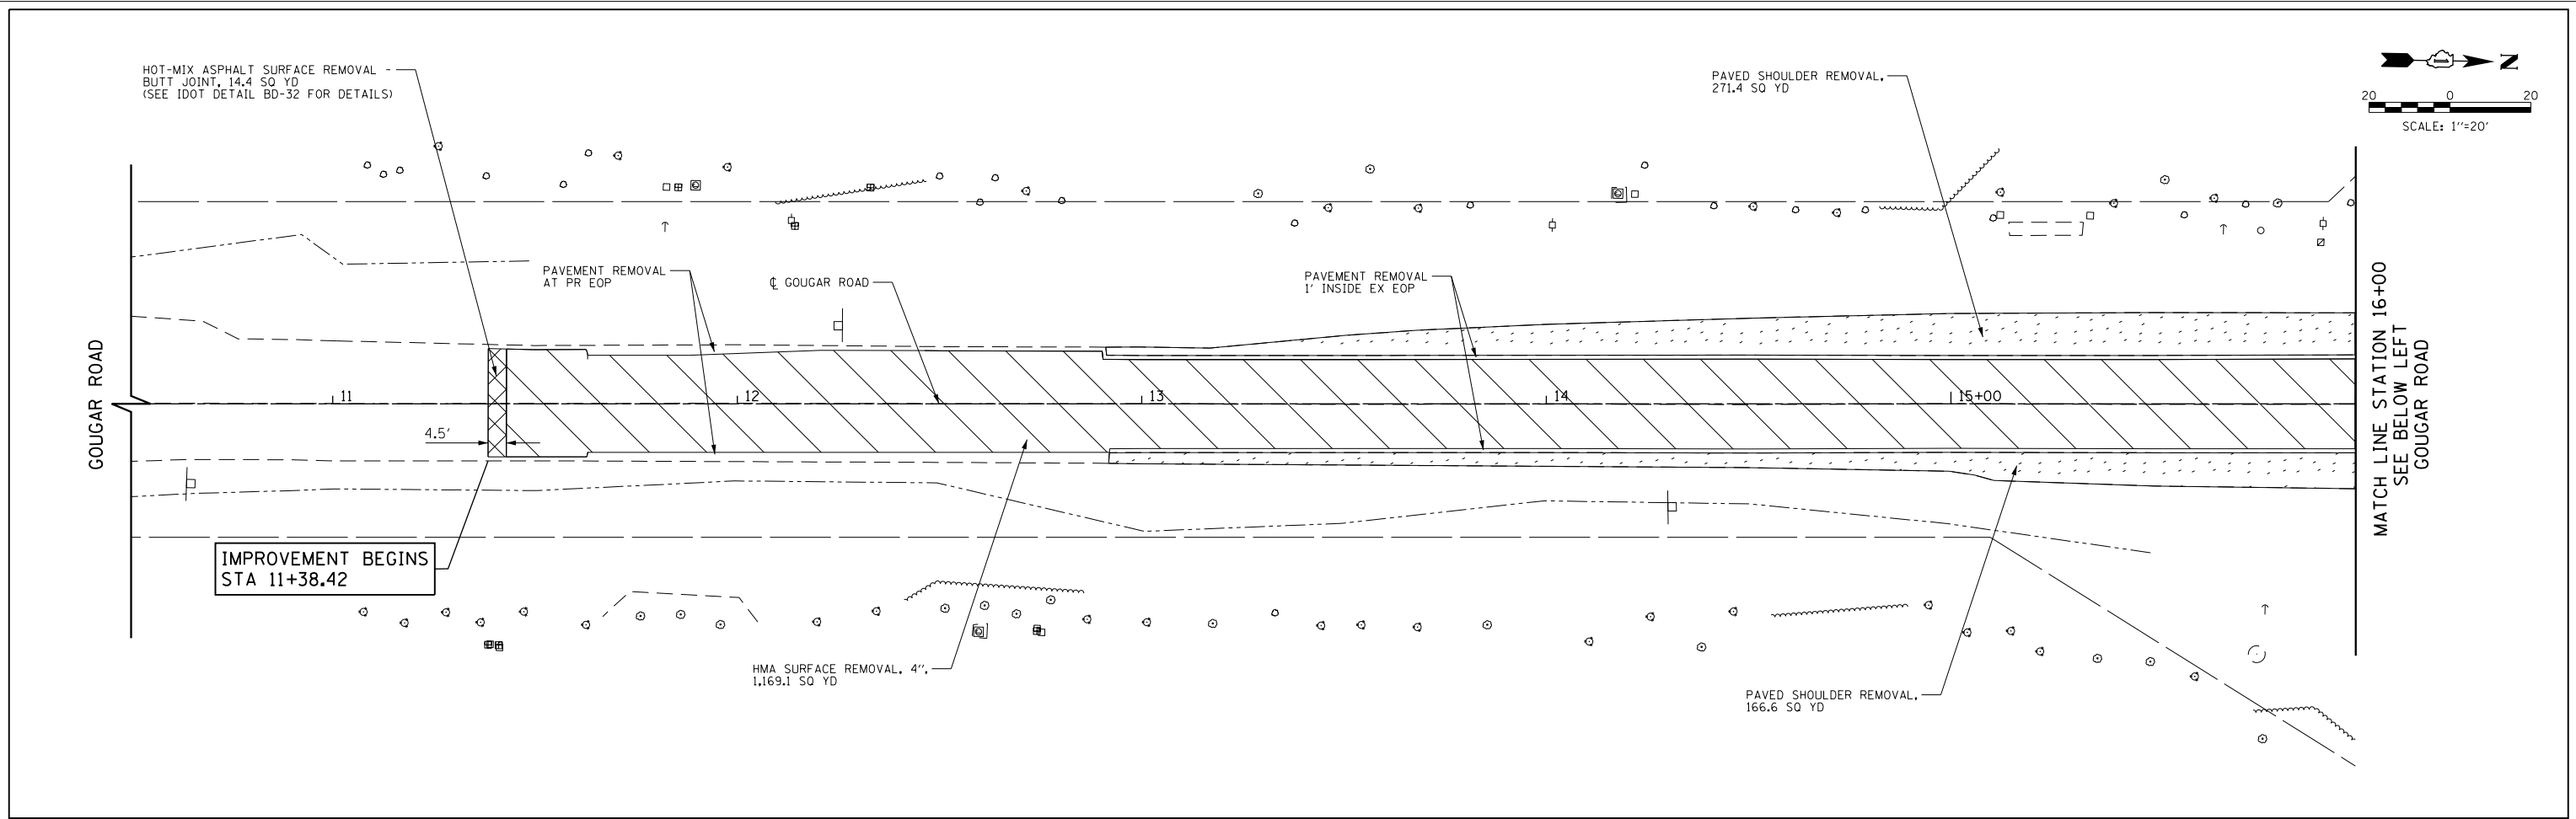 HOT-MIX ASPHALT SURFACE REMOVAL -
BUTT JOINT, 14.4 SQ YD
(SEE IDOT DETAIL BD-32 FOR DETAILS)
PAVED SHOULDER REMOVAL,
271.4 SQ YD
N
20 0 20
SCALE: 1''=20'
PAVEMENT REMOVAL
AT PR EOP
℄ GOUGAR ROAD
PAVEMENT REMOVAL
1' INSIDE EX EOP
GOUGAR ROAD
11
12
13
14
15+00
4.5'
MATCH LINE STATION 16+00
SEE BELOW LEFT
GOUGAR ROAD
IMPROVEMENT BEGINS
STA 11+38.42
HMA SURFACE REMOVAL, 4'',
1,169.1 SQ YD
PAVED SHOULDER REMOVAL,
166.6 SQ YD